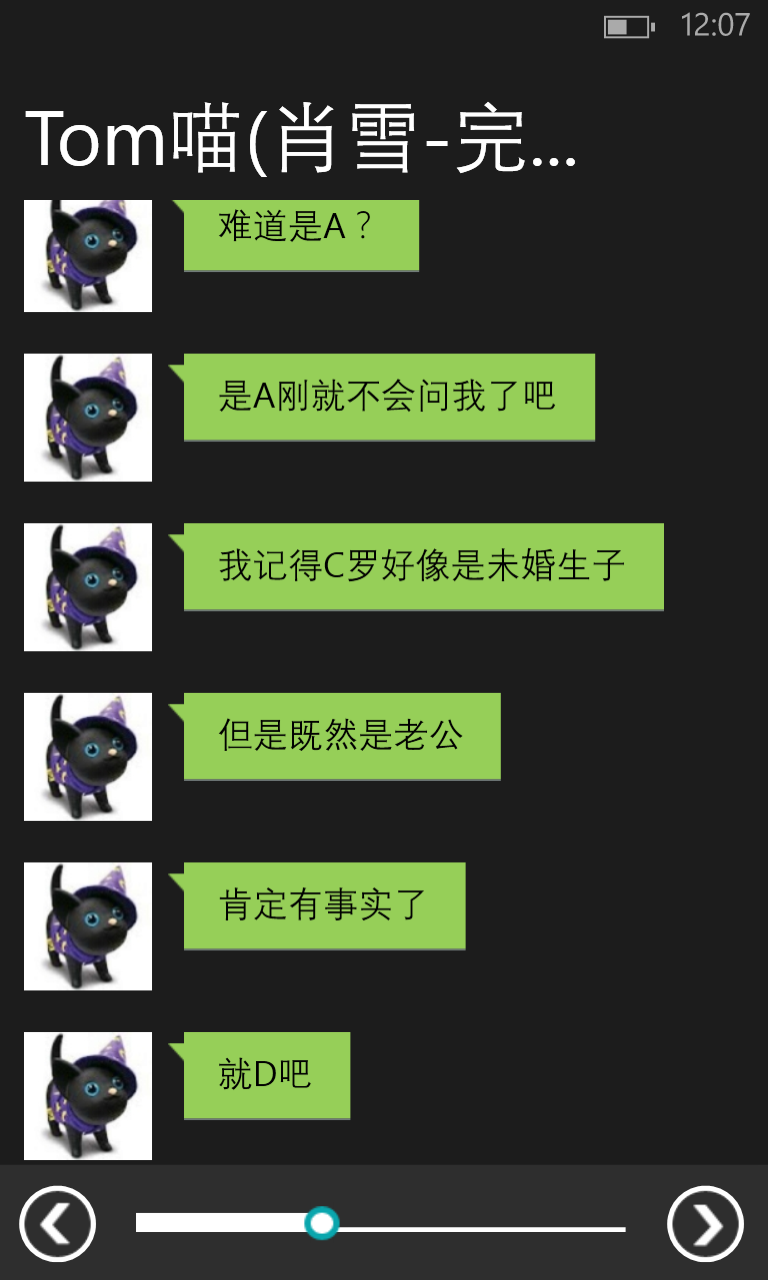 12:07
Tom喵(肖雪-完...
难道是A？
是A刚就不会问我了吧
我记得C罗好像是未婚生子
但是既然是老公
肯定有事实了
就D吧